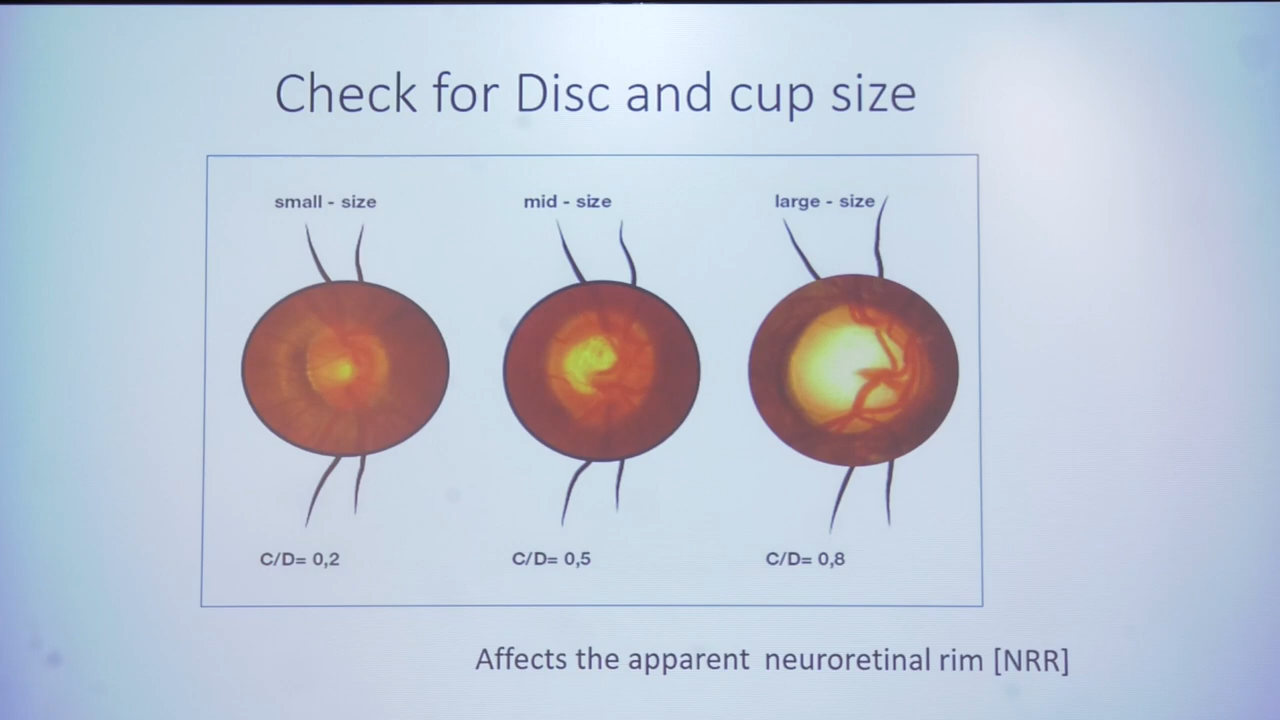 Check for Disc and cup size
small - size
mid - size
large - size
C/D= 0,2
C/D= 0,5
C/D= 0,8
Affects the apparent neuroretinal rim [NRR]